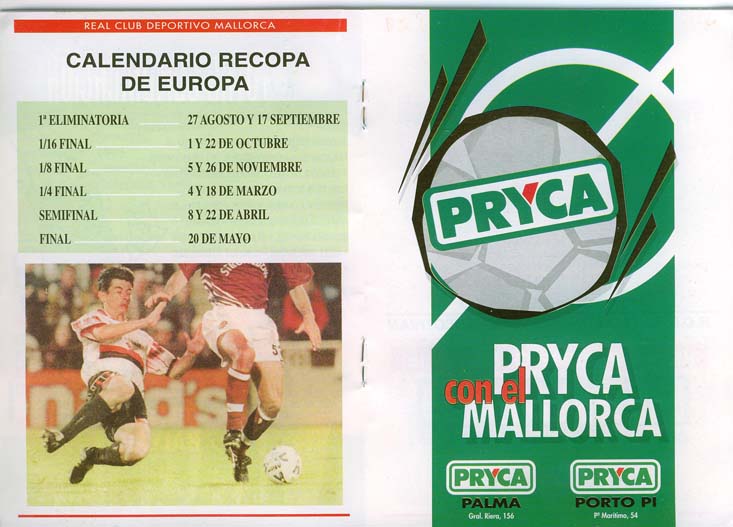 REAL CLUB DEPORTIVO MALLORCA
CALENDARIO RECOPA
DE EUROPA
1ª ELIMINATORIA 27 AGOSTO Y 17 SEPTIEMBRE
1/16 FINAL 1 Y 22 DE OCTUBRE
1/8 FINAL 5 Y 26 DE NOVIEMBRE
1/4 FINAL 4 Y 18 DE MARZO
SEMIFINAL 8 Y 22 DE ABRIL
FINAL 20 DE MAYO
PRYCA
PRYCA
con el
MALLORCA
PRYCA
PALMA
Gral. Riera, 156
PRYCA
PORTO PI
Pº Marítimo, 54